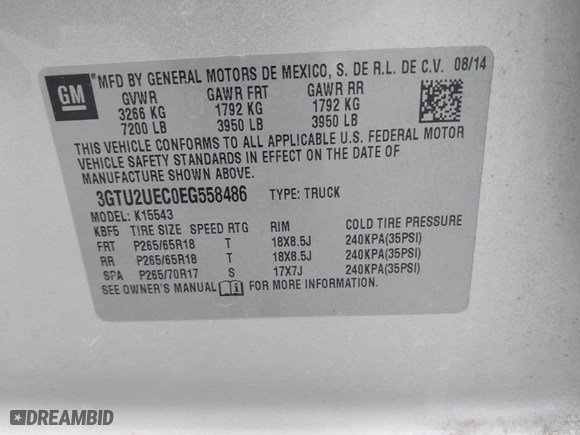 GM
*MFD BY GENERAL MOTORS DE MEXICO, S. DE R.L. DE C.V. 08/14
GVWR GAWR FRT GAWR RR
3266 KG 1792 KG 1792 KG
7200 LB 3950 LB 3950 LB
THIS VEHICLE CONFORMS TO ALL APPLICABLE U.S. FEDERAL MOTOR
VEHICLE SAFETY STANDARDS IN EFFECT ON THE DATE OF
MANUFACTURE SHOWN ABOVE.
3GTU2UEC0EG558486 TYPE: TRUCK
MODEL: K15543
KBF5 TIRE SIZE SPEED RTG RIM COLD TIRE PRESSURE
FRT P265/65R18 T 18X8.5J 240KPA(35PSI)
RR P265/65R18 T 18X8.5J 240KPA(35PSI)
SPA P265/70R17 S 17X7J 240KPA(35PSI)
SEE OWNER'S MANUAL FOR MORE INFORMATION.
DREAMBID